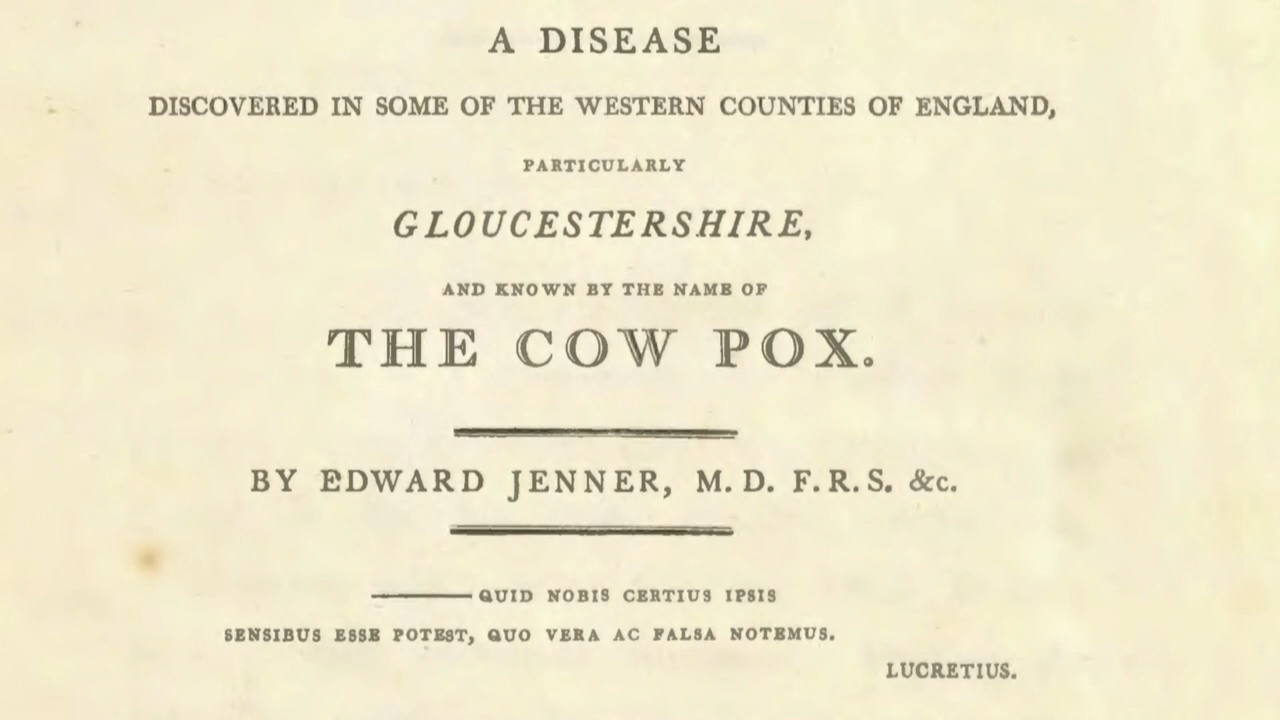 A DISEASE
DISCOVERED IN SOME OF THE WESTERN COUNTIES OF ENGLAND,
PARTICULARLY
GLOUCESTERSHIRE,
AND KNOWN BY THE NAME OF
THE COW POX.
BY EDWARD JENNER, M. D. F. R. S. &c.
——— QUID NOBIS CERTIUS IPSIS
SENSIBUS ESSE POTEST, QUO VERA AC FALSA NOTEMUS.
LUCRETIUS.